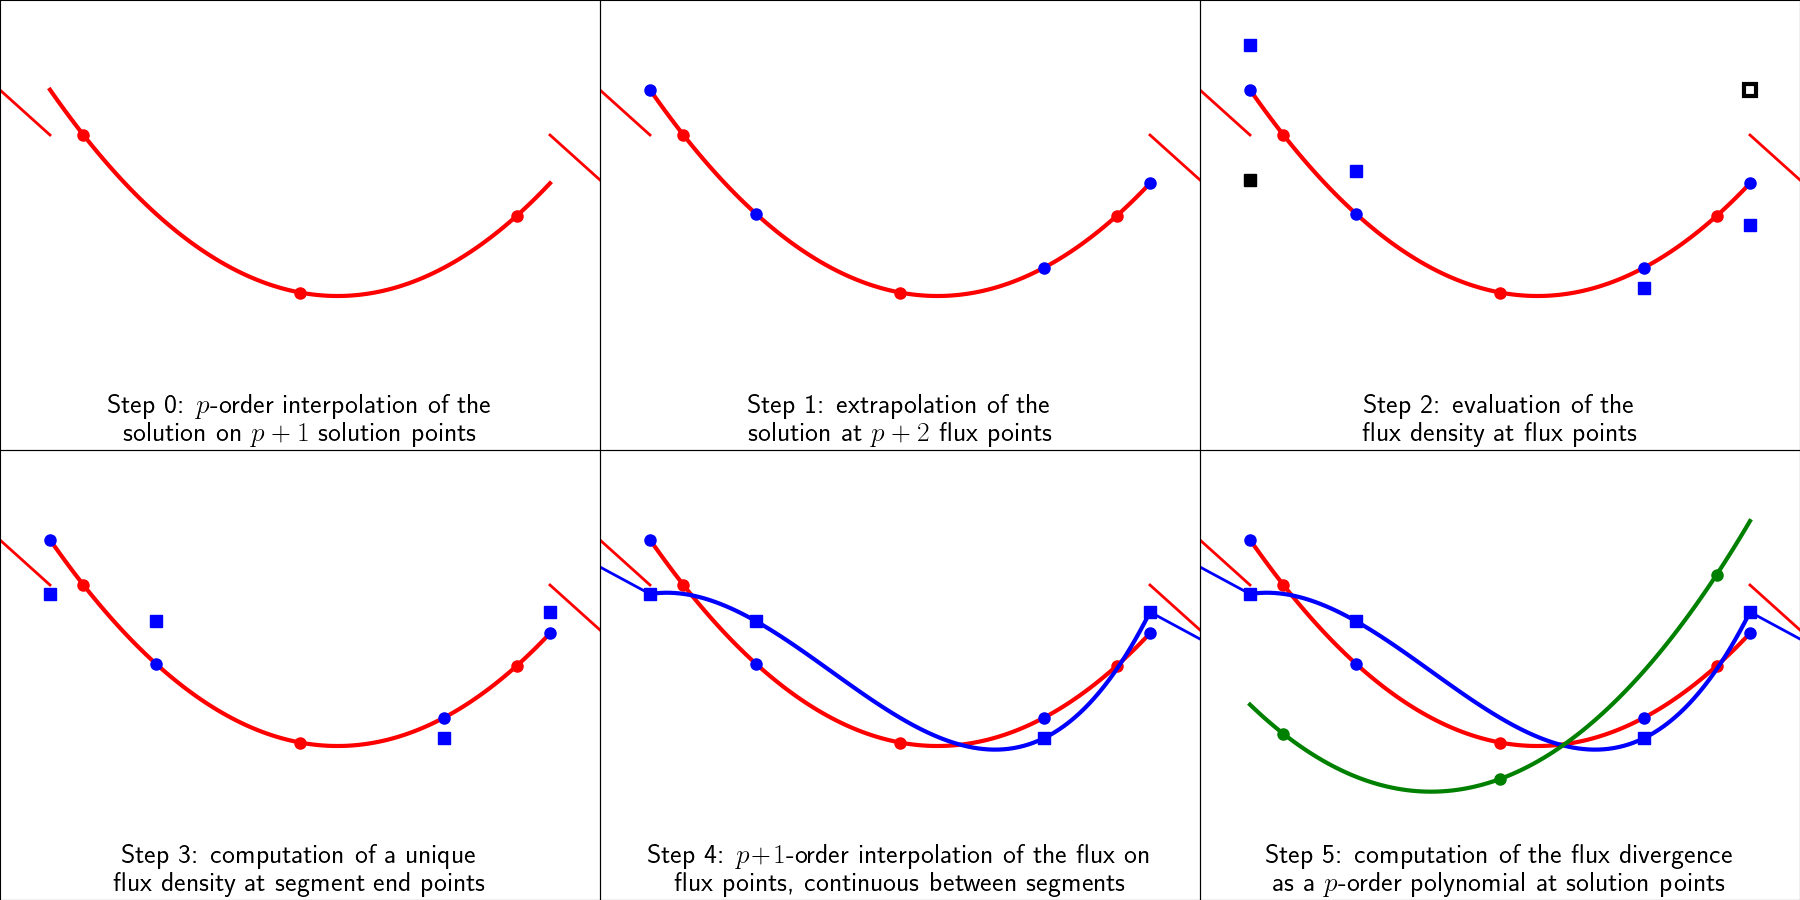 Step 0: p-order interpolation of the
solution on p + 1 solution points
Step 1: extrapolation of the
solution at p + 2 flux points
Step 2: evaluation of the
flux density at flux points
Step 3: computation of a unique
flux density at segment end points
Step 4: p+1-order interpolation of the flux on
flux points, continuous between segments
Step 5: computation of the flux divergence
as a p-order polynomial at solution points